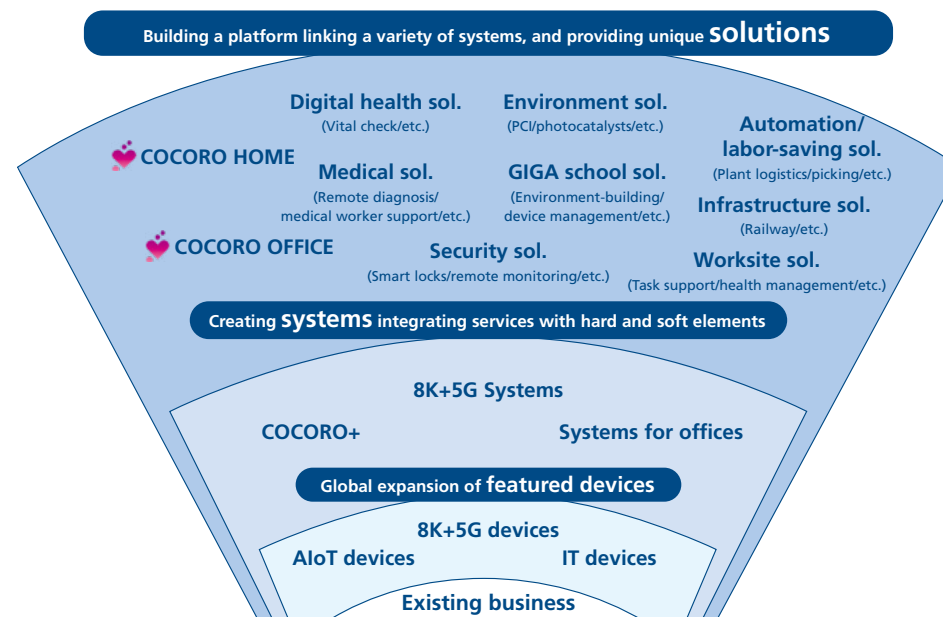 Building a platform linking a variety of systems, and providing unique solutions
Digital health sol.
(Vital check/etc.)
Environment sol.
(PCI/photocatalysts/etc.)
Automation/
labor-saving sol.
(Plant logistics/picking/etc.)
COCORO HOME
Medical sol.
(Remote diagnosis/
medical worker support/etc.)
GIGA school sol.
(Environment-building/
device management/etc.)
Infrastructure sol.
(Railway/etc.)
COCORO OFFICE
Security sol.
(Smart locks/remote monitoring/etc.)
Worksite sol.
(Task support/health management/etc.)
Creating systems integrating services with hard and soft elements
8K+5G Systems
COCORO+
Systems for offices
Global expansion of featured devices
8K+5G devices
AIoT devices
IT devices
Existing business